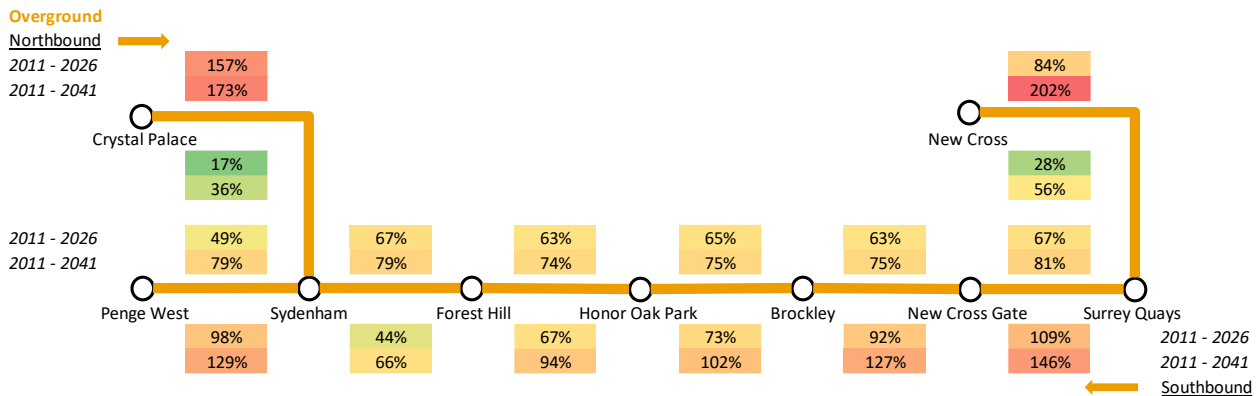 Overground
Northbound
2011 - 2026 157% 84%
2011 - 2041 173% 202%
Crystal Palace New Cross
17% 28%
36% 56%
2011 - 2026 49% 67% 63% 65% 63% 67%
2011 - 2041 79% 79% 74% 75% 75% 81%
Penge West Sydenham Forest Hill Honor Oak Park Brockley New Cross Gate Surrey Quays
98% 44% 67% 73% 92% 109% 2011 - 2026
129% 66% 94% 102% 127% 146% 2011 - 2041
Southbound